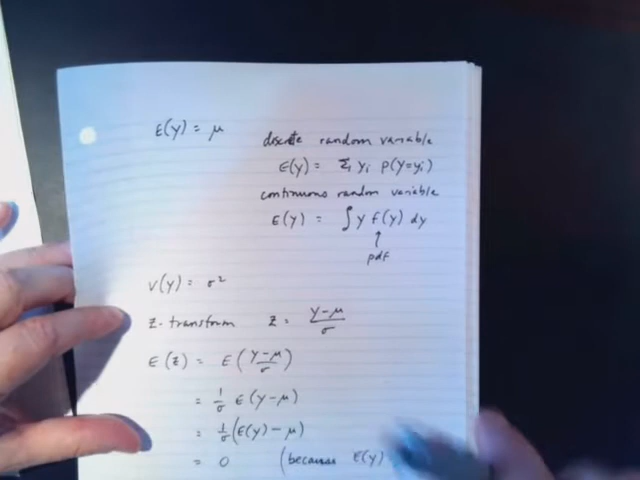 E(y) = μ
discrete random variable
E(y) = Σi yi p(Y=yi)
continuous random variable
E(y) = ∫ y f(y) dy
↑
pdf
V(y) = σ²
Z-transform Z = (y-μ)/σ
E(Z) = E((y-μ)/σ)
= 1/σ E(y-μ)
= 1/σ (E(y) - μ)
= 0 (because E(y)